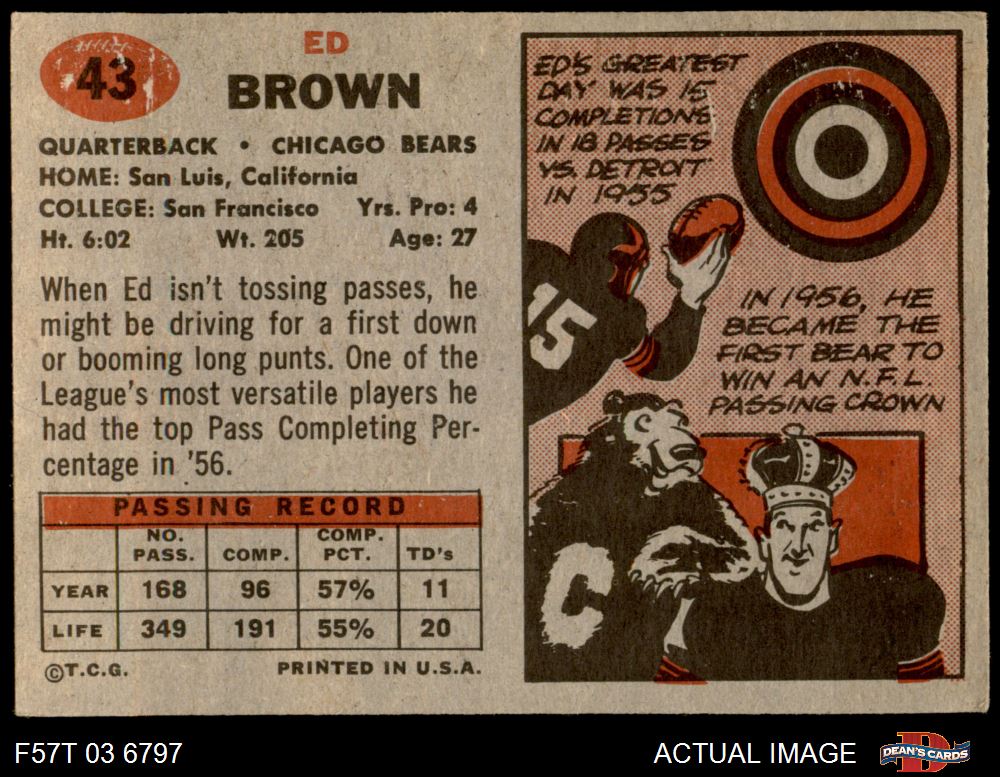 43
ED
BROWN
QUARTERBACK • CHICAGO BEARS
HOME: San Luis, California
COLLEGE: San Francisco Yrs. Pro: 4
Ht. 6:02 Wt. 205 Age: 27
When Ed isn't tossing passes, he
might be driving for a first down
or booming long punts. One of the
League's most versatile players he
had the top Pass Completing Per-
centage in '56.
PASSING RECORD
NO. PASS. COMP. COMP. PCT. TD's
YEAR 168 96 57% 11
LIFE 349 191 55% 20
©T.C.G. PRINTED IN U.S.A.
ED'S GREATEST
DAY WAS 15
COMPLETIONS
IN 18 PASSES
VS. DETROIT
IN 1955
15
IN 1956, HE
BECAME THE
FIRST BEAR TO
WIN AN N.F.L.
PASSING CROWN
C
F57T 03 6797
ACTUAL IMAGE
D
DEAN'S CARDS